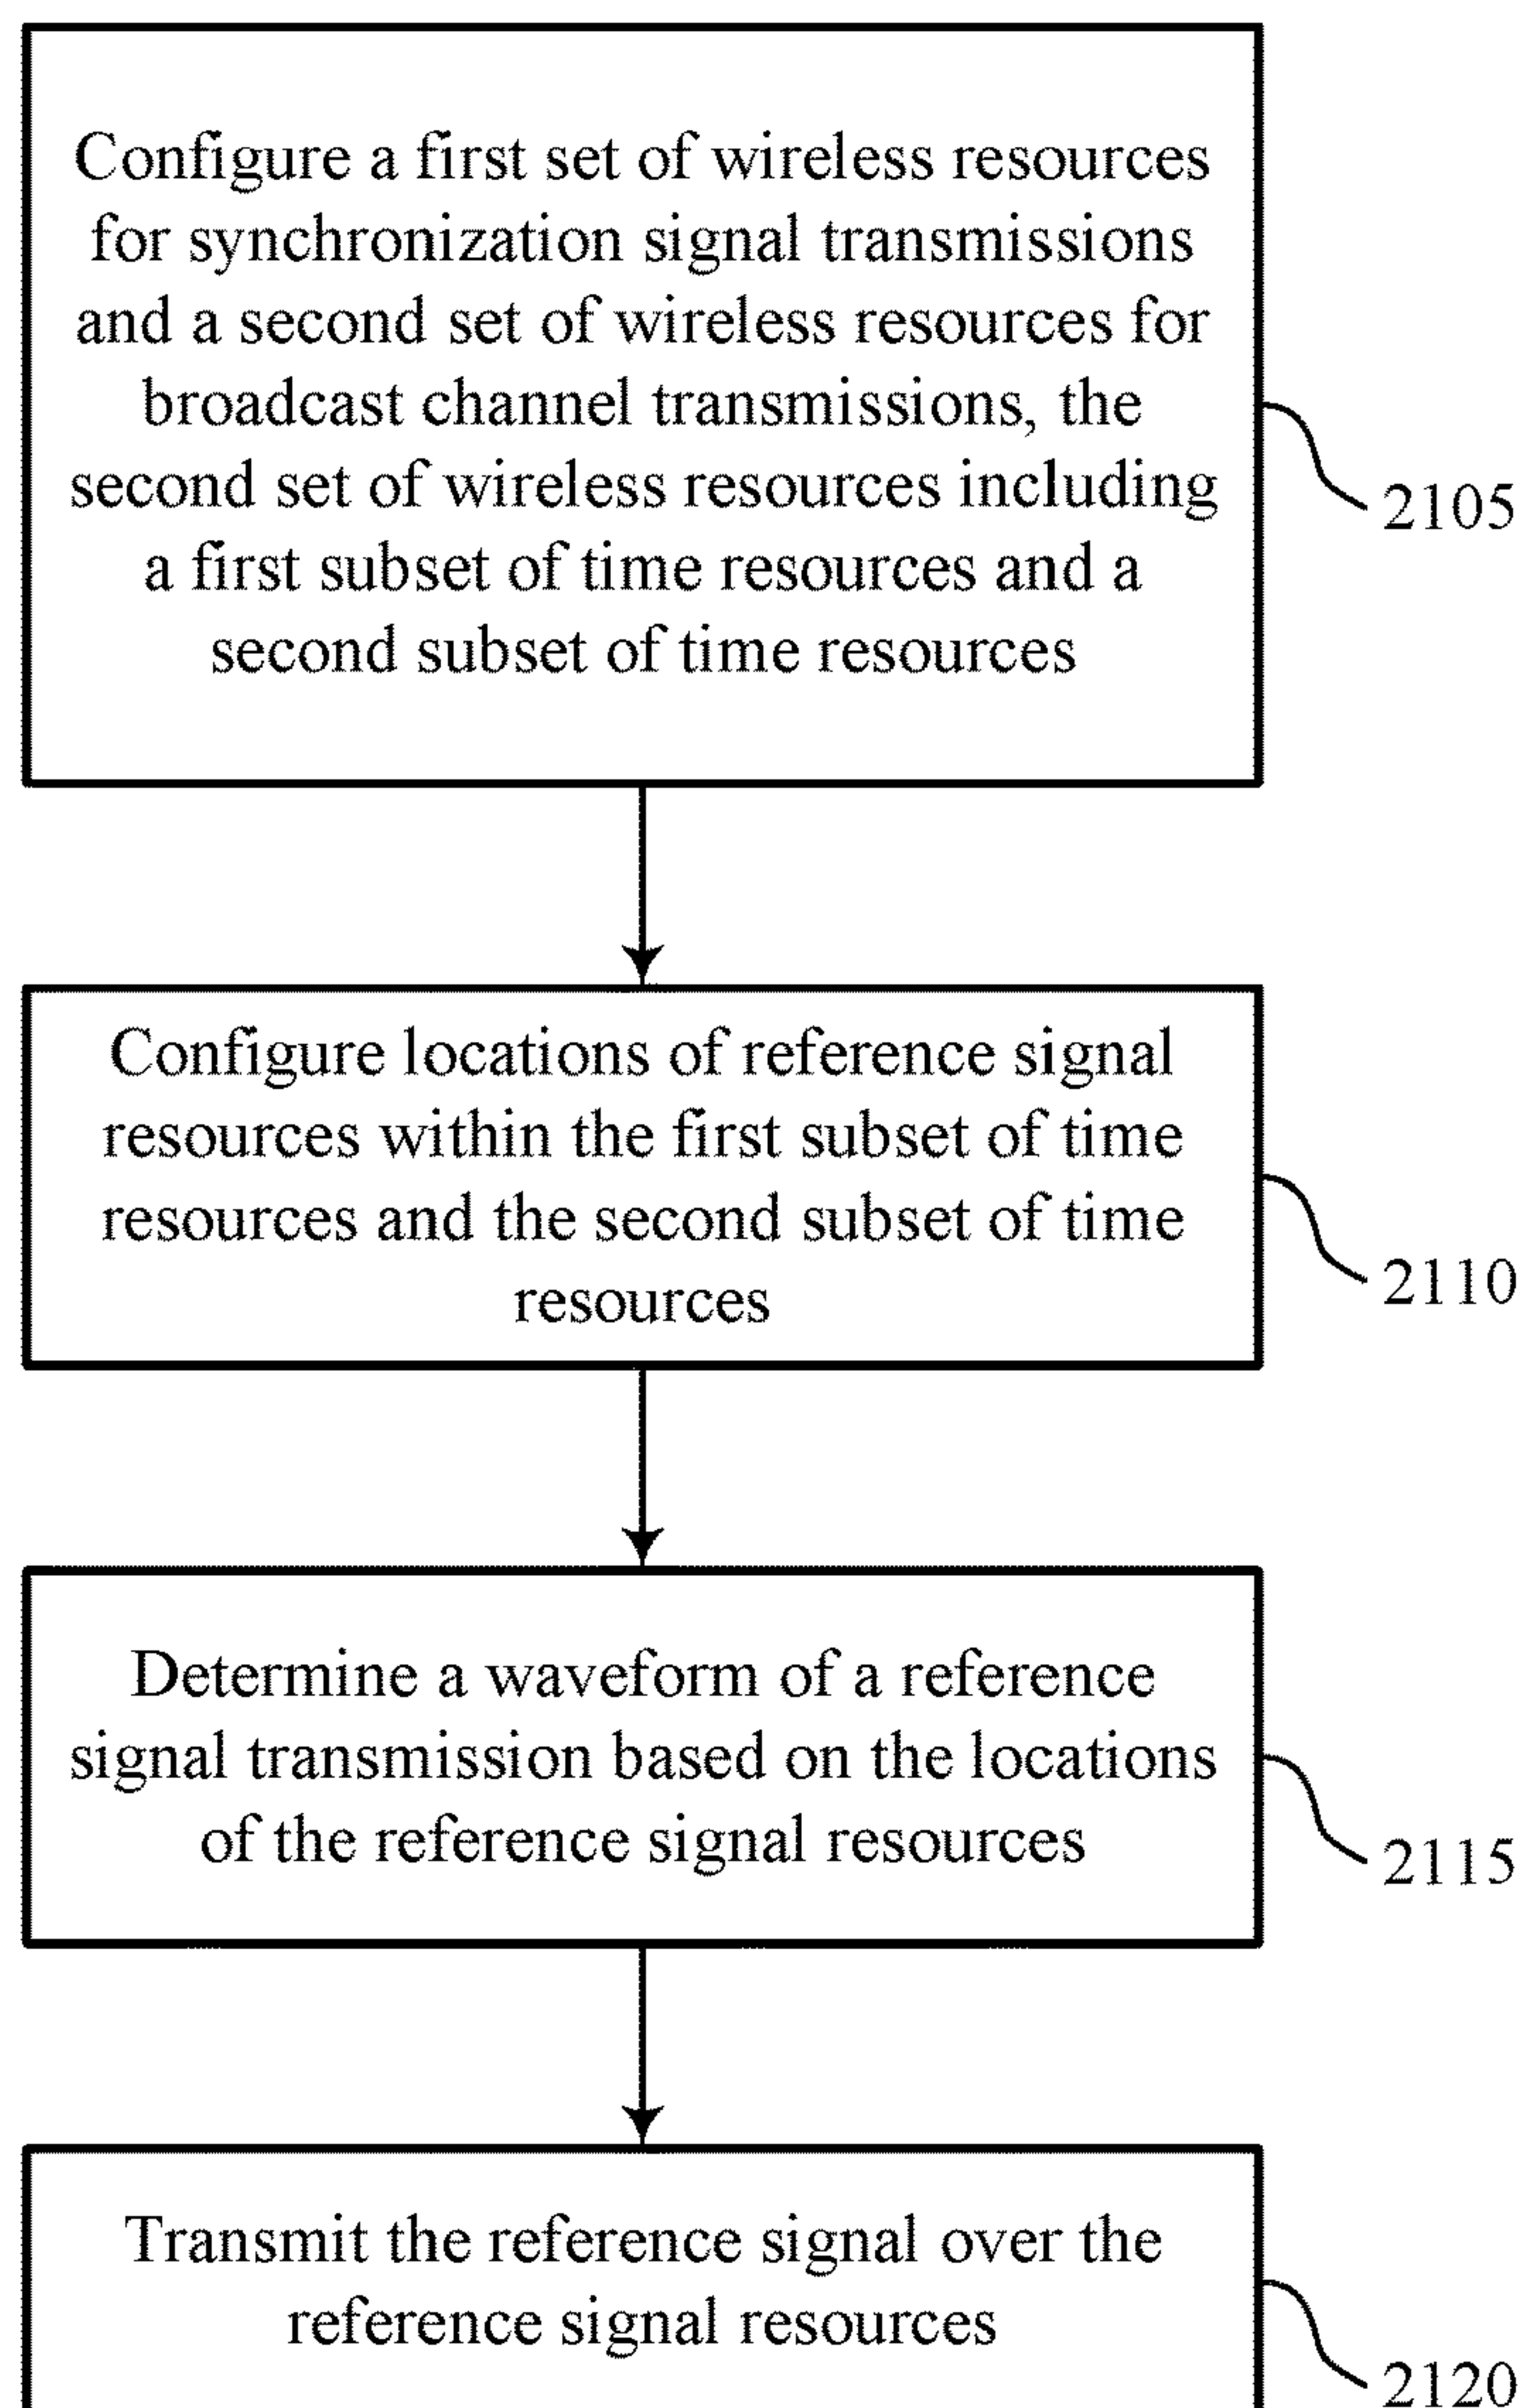 Configure a first set of wireless resources
for synchronization signal transmissions
and a second set of wireless resources for
broadcast channel transmissions, the
second set of wireless resources including
a first subset of time resources and a
second subset of time resources
2105
Configure locations of reference signal
resources within the first subset of time
resources and the second subset of time
resources
2110
Determine a waveform of a reference
signal transmission based on the locations
of the reference signal resources
2115
Transmit the reference signal over the
reference signal resources
2120